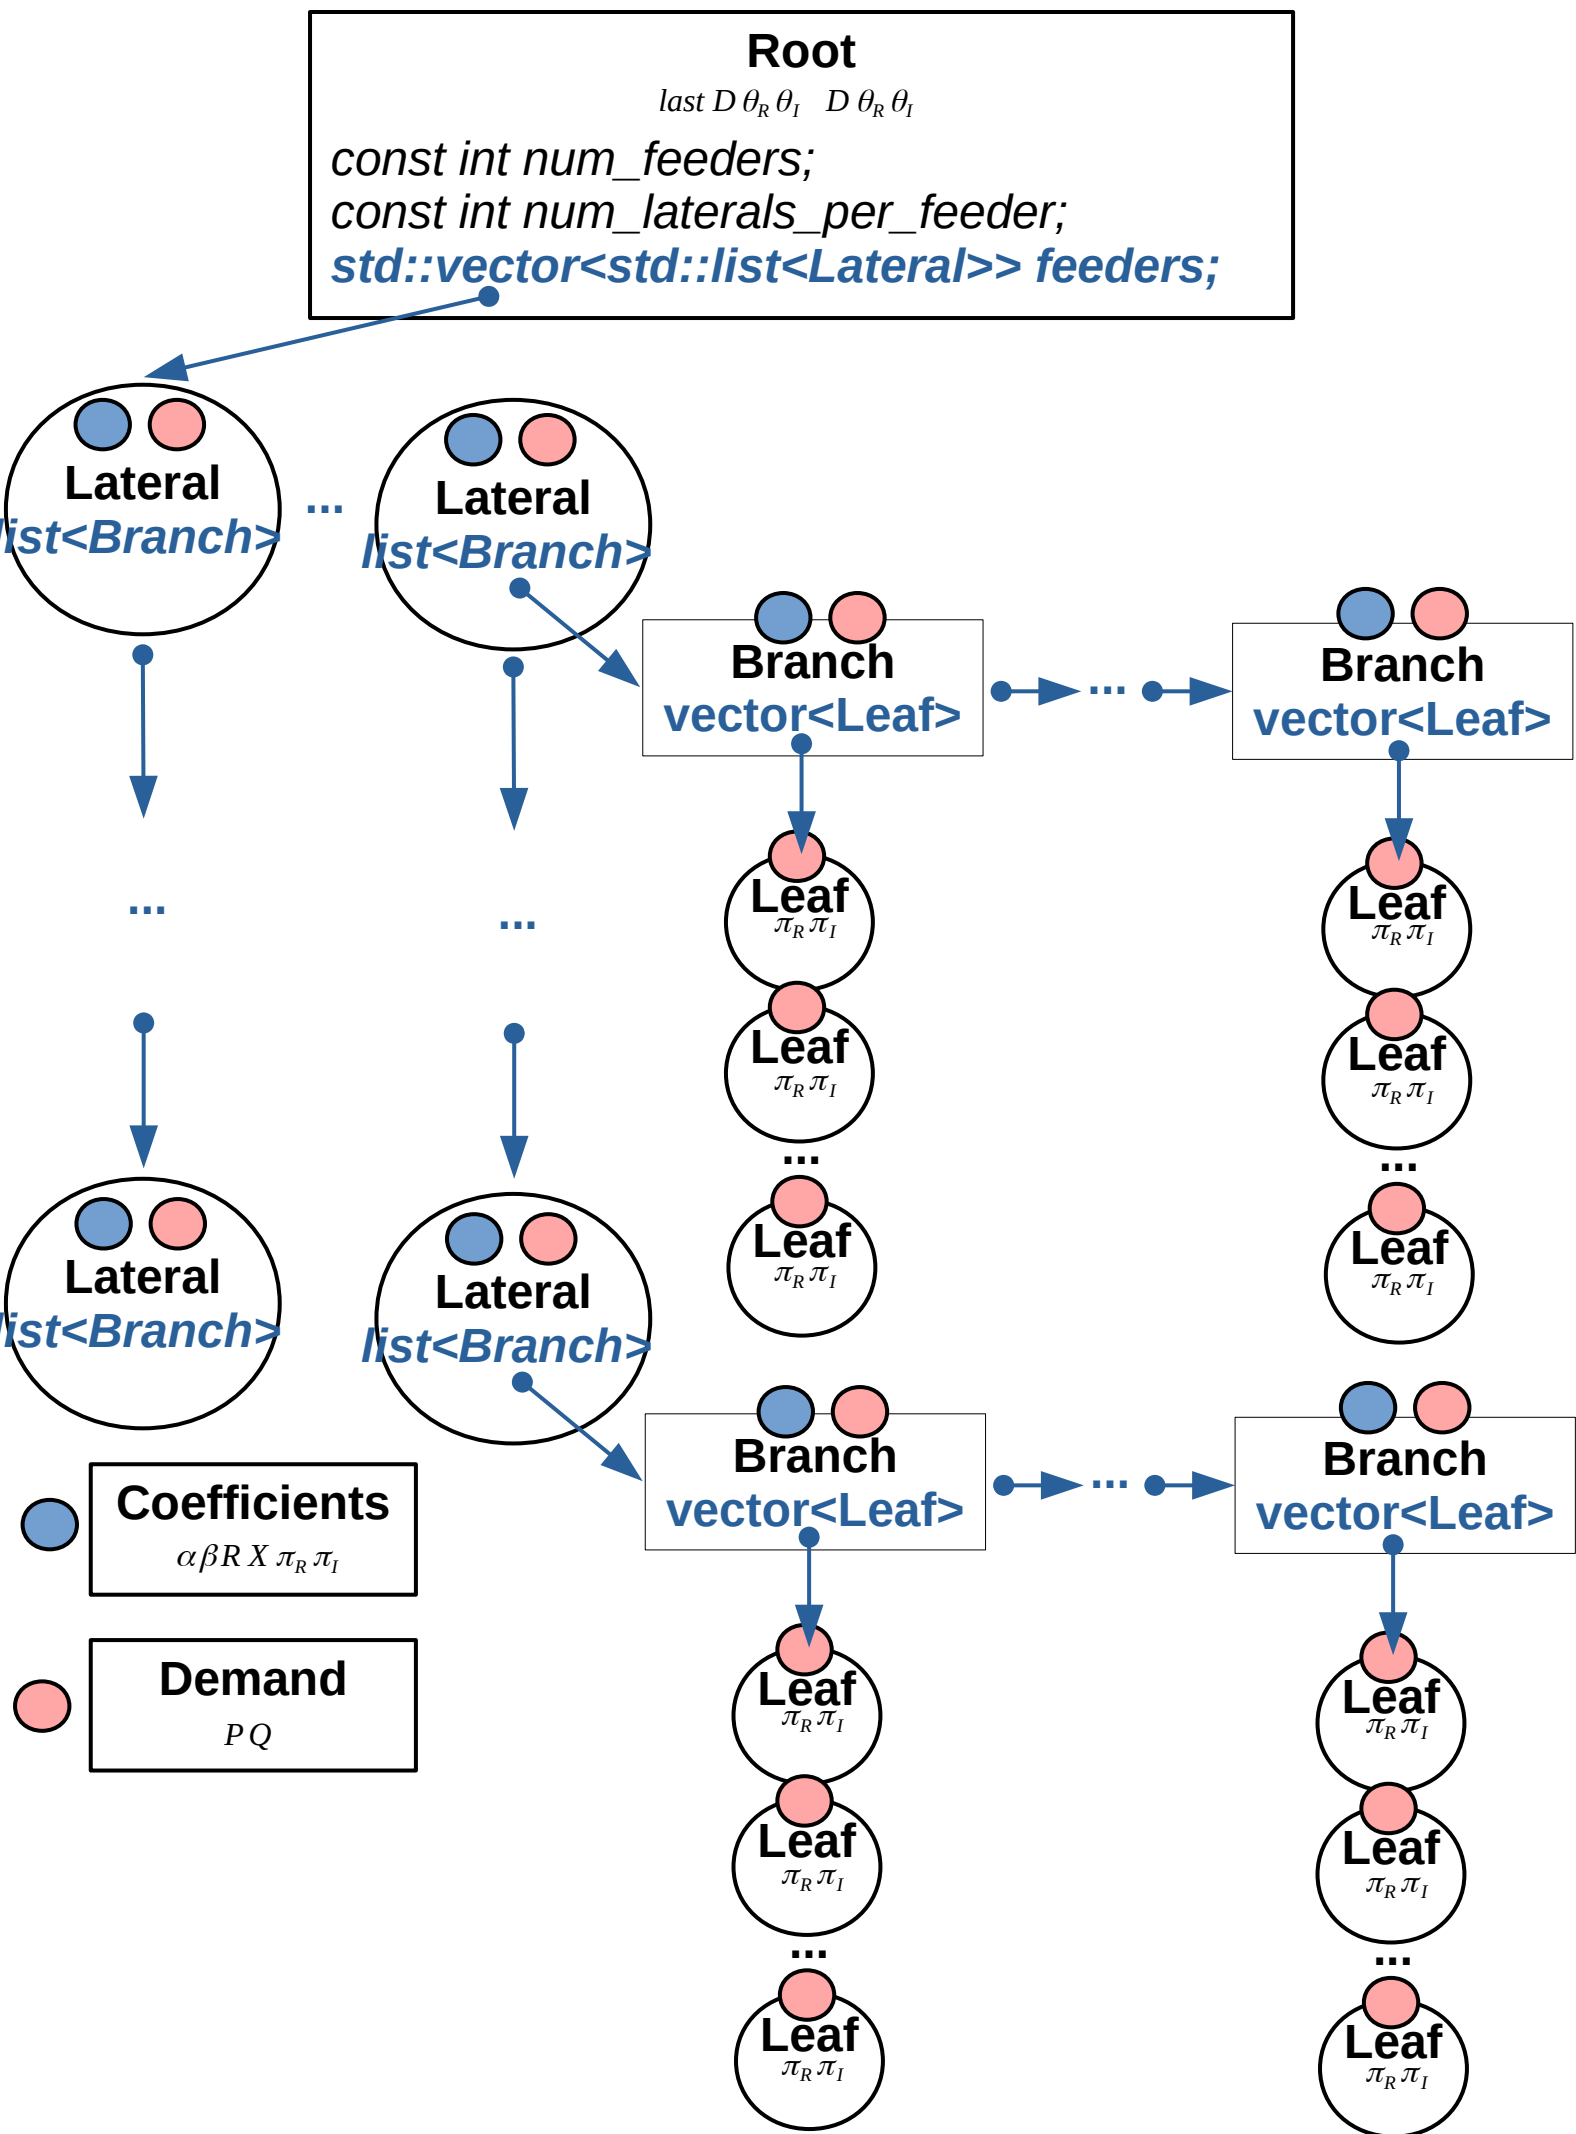 Root
last D θR θI D θR θI
const int num_feeders;
const int num_laterals_per_feeder;
std::vector<std::list<Lateral>> feeders;
Lateral
list<Branch>
...
Lateral
list<Branch>
Branch
vector<Leaf>
...
Branch
vector<Leaf>
...
...
Leaf
πR πI
Leaf
πR πI
...
Leaf
πR πI
Leaf
πR πI
Leaf
πR πI
...
Leaf
πR πI
Lateral
list<Branch>
Lateral
list<Branch>
Branch
vector<Leaf>
...
Branch
vector<Leaf>
Coefficients
α β R X πR πI
Demand
P Q
Leaf
πR πI
Leaf
πR πI
...
Leaf
πR πI
Leaf
πR πI
Leaf
πR πI
...
Leaf
πR πI